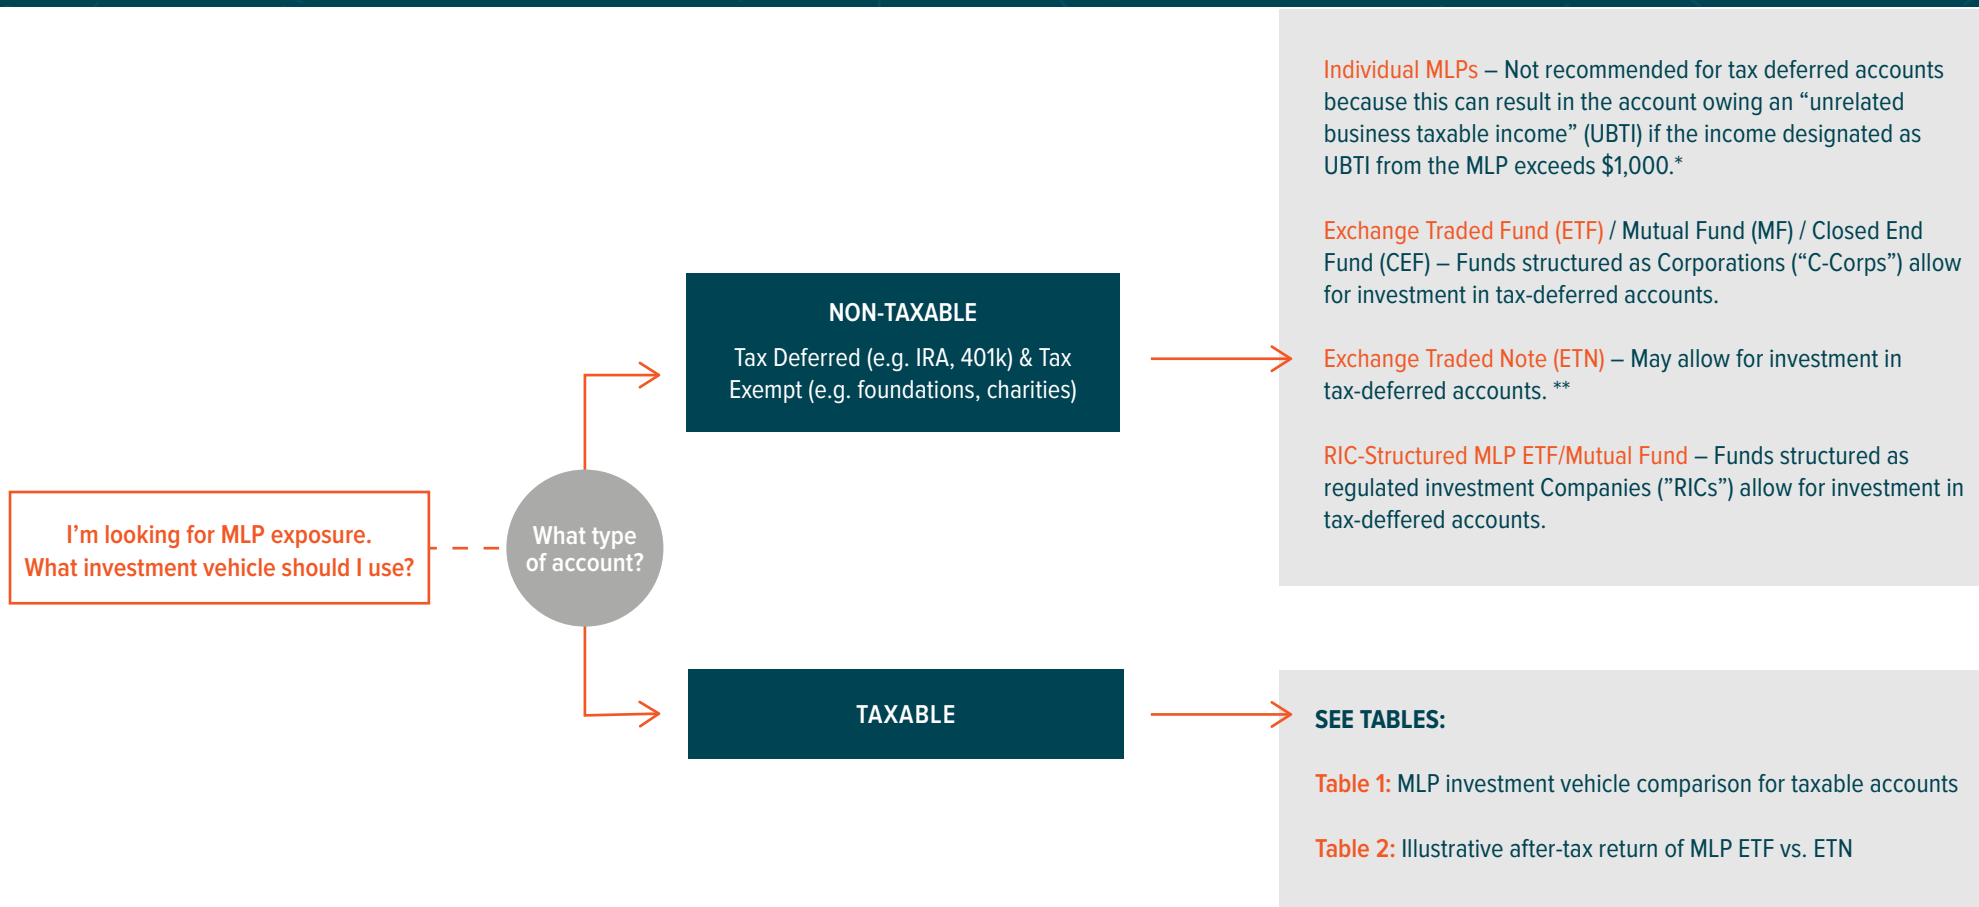 I’m looking for MLP exposure.
What investment vehicle should I use?
What type
of account?
NON-TAXABLE
Tax Deferred (e.g. IRA, 401k) & Tax
Exempt (e.g. foundations, charities)
Individual MLPs – Not recommended for tax deferred accounts
because this can result in the account owing an “unrelated
business taxable income” (UBTI) if the income designated as
UBTI from the MLP exceeds $1,000.*
Exchange Traded Fund (ETF) / Mutual Fund (MF) / Closed End
Fund (CEF) – Funds structured as Corporations (“C-Corps”) allow
for investment in tax-deferred accounts.
Exchange Traded Note (ETN) – May allow for investment in
tax-deferred accounts. **
RIC-Structured MLP ETF/Mutual Fund – Funds structured as
regulated investment Companies (”RICs”) allow for investment in
tax-deffered accounts.
TAXABLE
SEE TABLES:
Table 1: MLP investment vehicle comparison for taxable accounts
Table 2: Illustrative after-tax return of MLP ETF vs. ETN